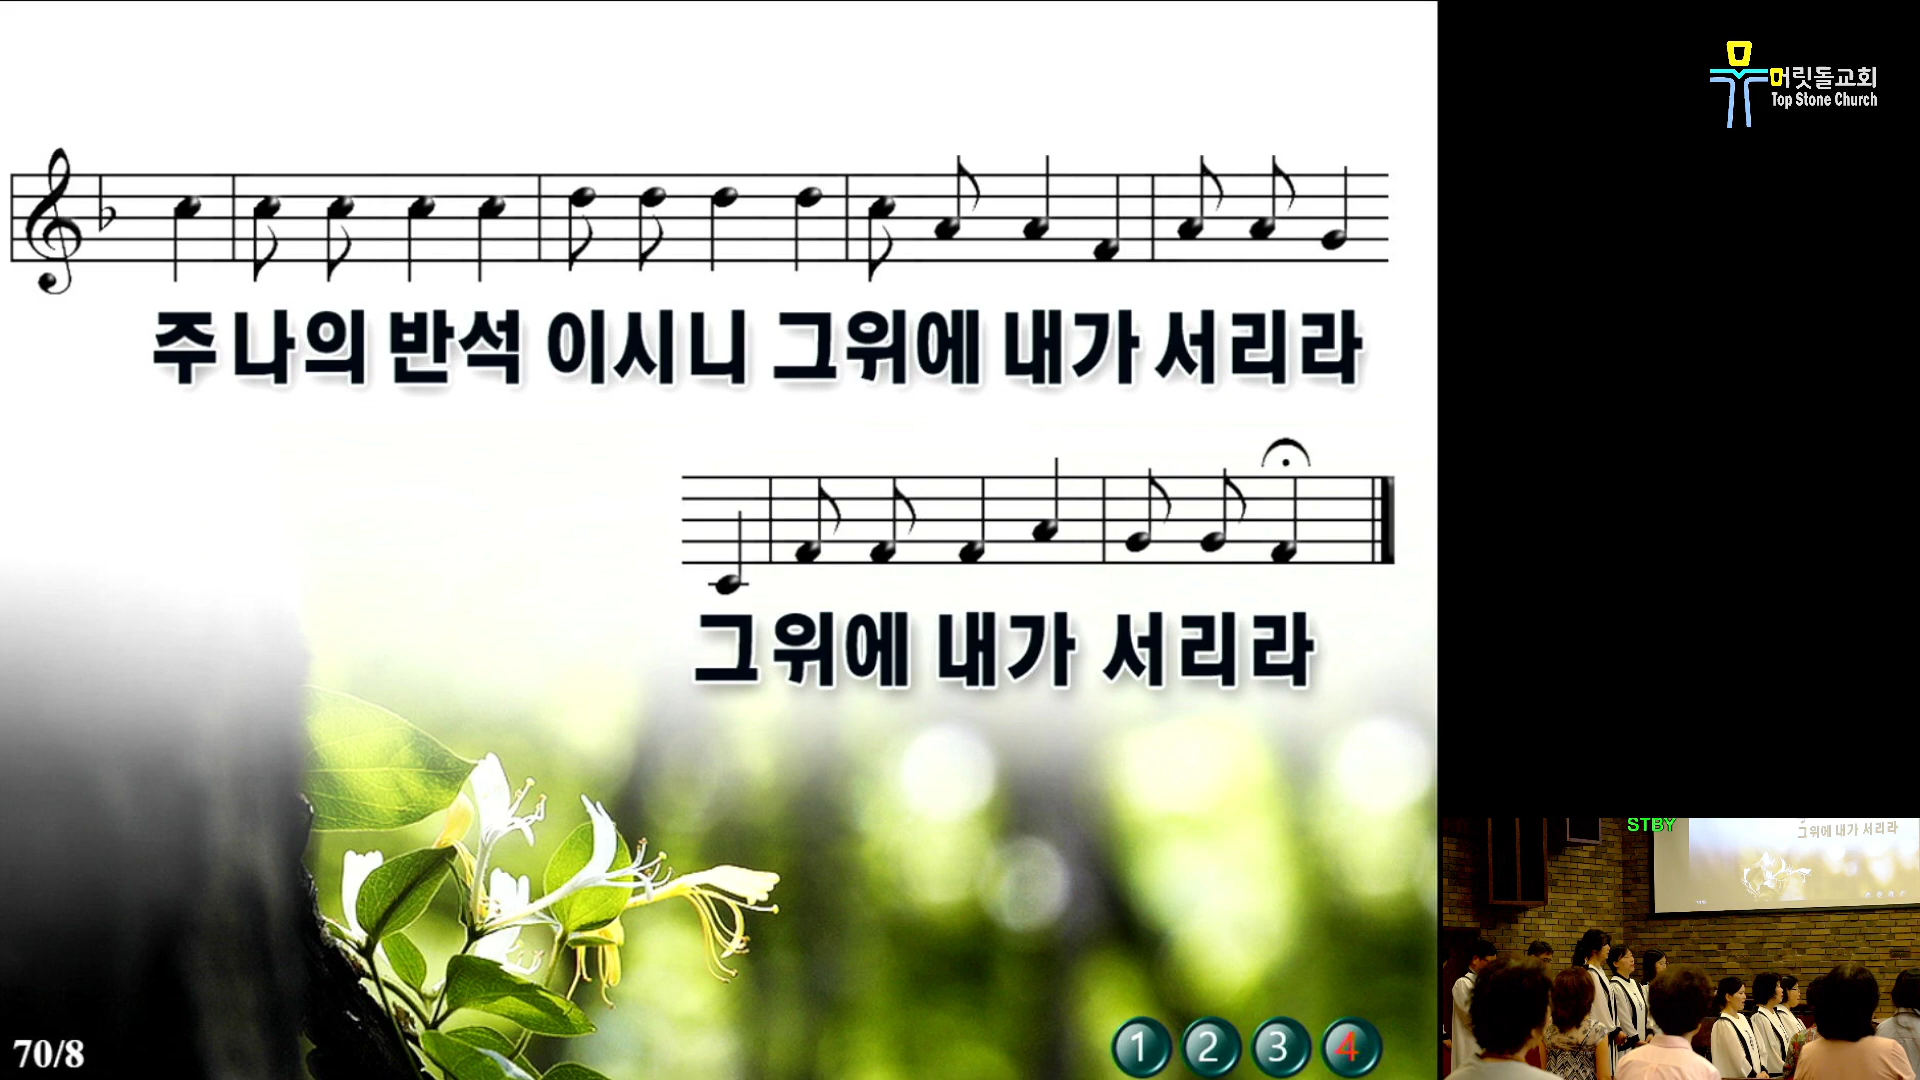 머릿돌교회
Top Stone Church
주 나의 반석 이시니 그위에 내가 서리라
그위에 내가 서리라
STBY
그위에 내가 서리라
70/8
1 2 3 4